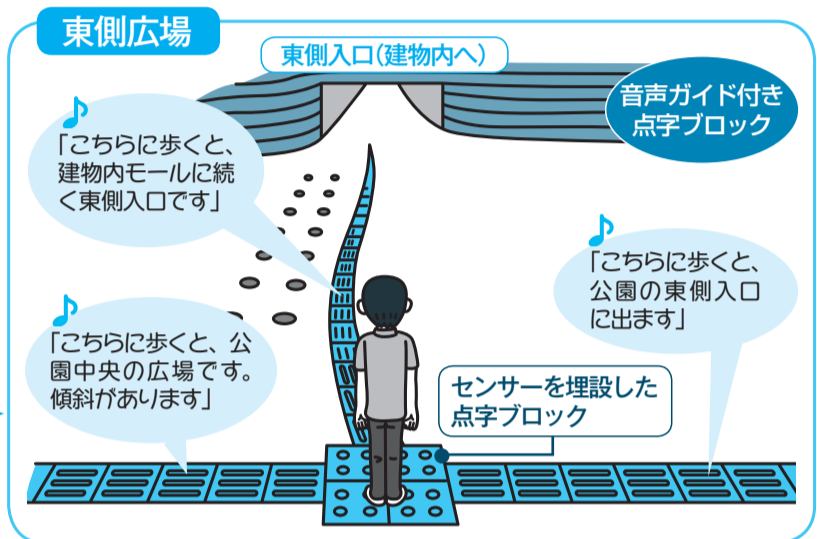 東側広場
東側入口(建物内へ)
音声ガイド付き
点字ブロック
「こちらに歩くと、
建物内モールに続
く東側入口です」
「こちらに歩くと、
公園の東側入口
に出ます」
「こちらに歩くと、公
園中央の広場です。
傾斜があります」
センサーを埋設した
点字ブロック